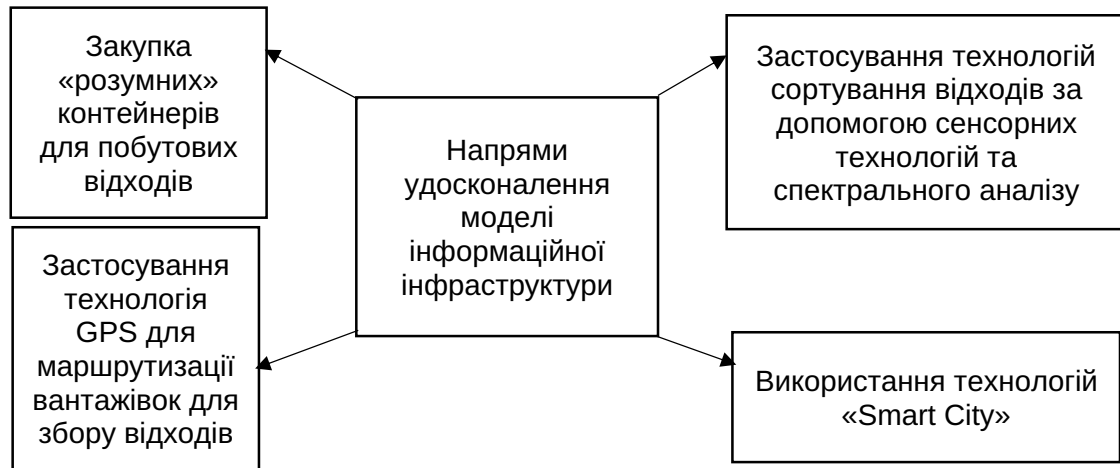 Закупка
«розумних»
контейнерів
для побутових
відходів
Застосування технологій
сортування відходів за
допомогою сенсорних
технологій та
спектрального аналізу
Напрями
удосконалення
моделі
інформаційної
інфраструктури
Застосування
технологія
GPS для
маршрутизації
вантажівок для
збору відходів
Використання технологій
«Smart City»